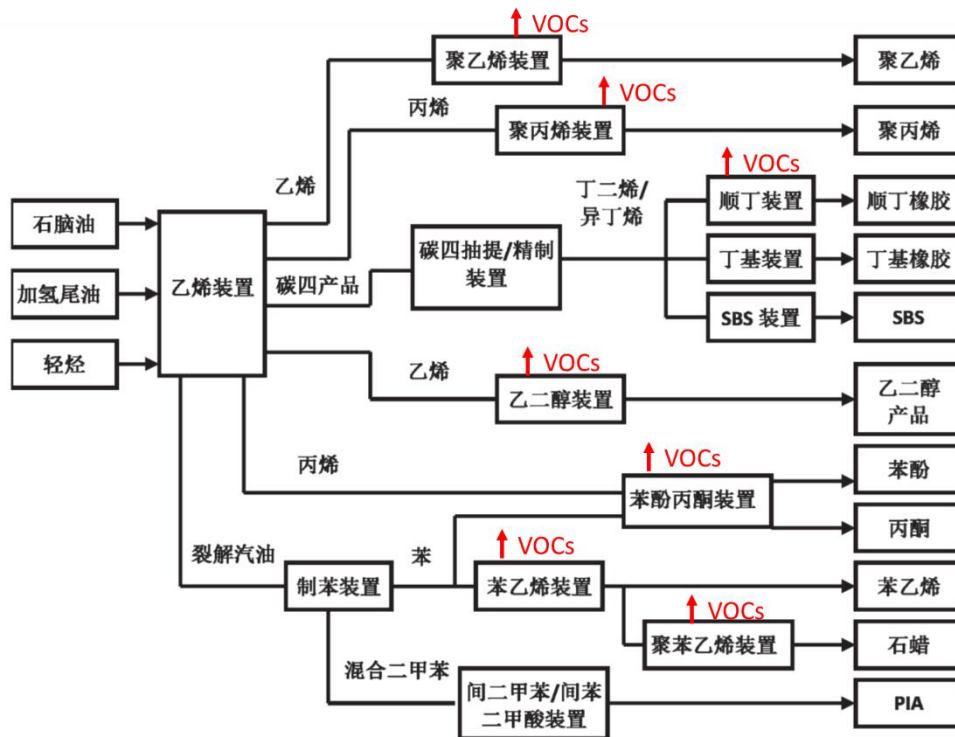 VOCs
聚乙烯装置
聚乙烯
丙烯
VOCs
聚丙烯装置
聚丙烯
乙烯
丁二烯/
异丁烯
VOCs
顺丁装置
顺丁橡胶
石脑油
乙烯装置
碳四产品
碳四抽提/精制
装置
丁基装置
丁基橡胶
加氢尾油
SBS 装置
SBS
轻烃
乙烯
VOCs
乙二醇装置
乙二醇
产品
丙烯
VOCs
苯酚丙酮装置
苯酚
丙酮
裂解汽油
制苯装置
苯
VOCs
苯乙烯装置
苯乙烯
VOCs
聚苯乙烯装置
石蜡
混合二甲苯
间二甲苯/间苯
二甲酸装置
PIA